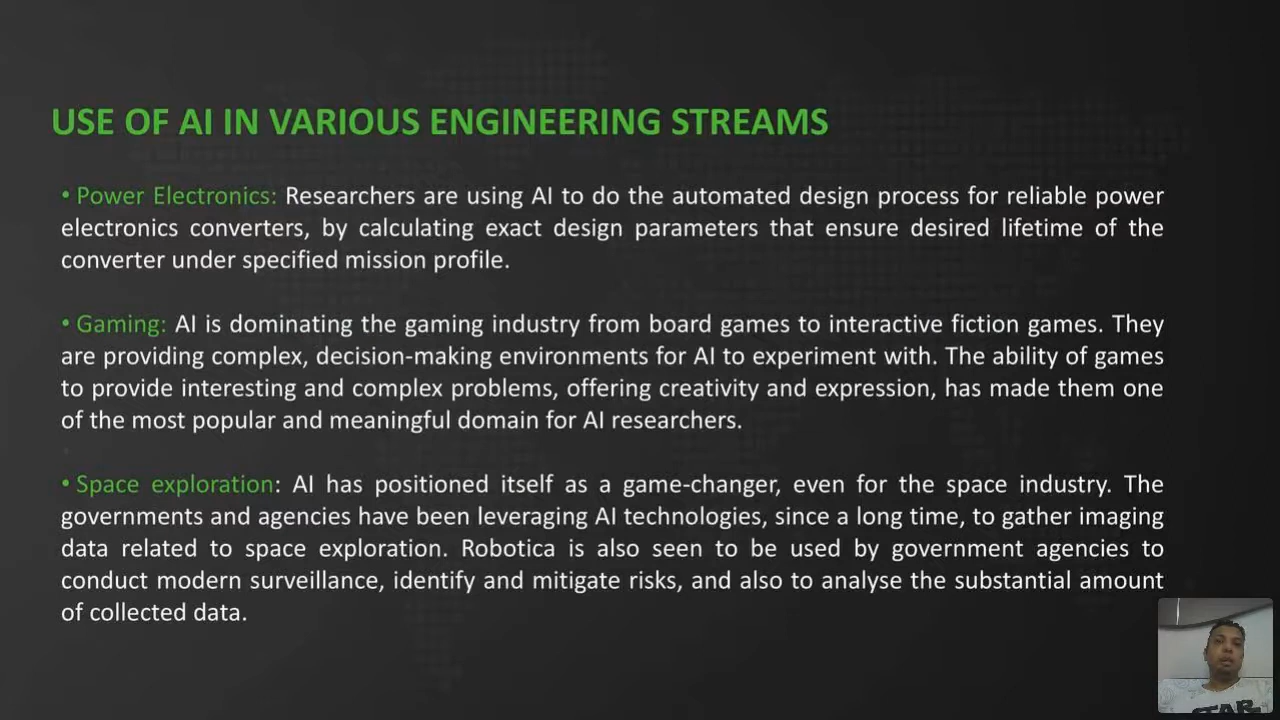 USE OF AI IN VARIOUS ENGINEERING STREAMS
• Power Electronics: Researchers are using AI to do the automated design process for reliable power
electronics converters, by calculating exact design parameters that ensure desired lifetime of the
converter under specified mission profile.
• Gaming: AI is dominating the gaming industry from board games to interactive fiction games. They
are providing complex, decision-making environments for AI to experiment with. The ability of games
to provide interesting and complex problems, offering creativity and expression, has made them one
of the most popular and meaningful domain for AI researchers.
• Space exploration: AI has positioned itself as a game-changer, even for the space industry. The
governments and agencies have been leveraging AI technologies, since a long time, to gather imaging
data related to space exploration. Robotica is also seen to be used by government agencies to
conduct modern surveillance, identify and mitigate risks, and also to analyse the substantial amount
of collected data.
STAR